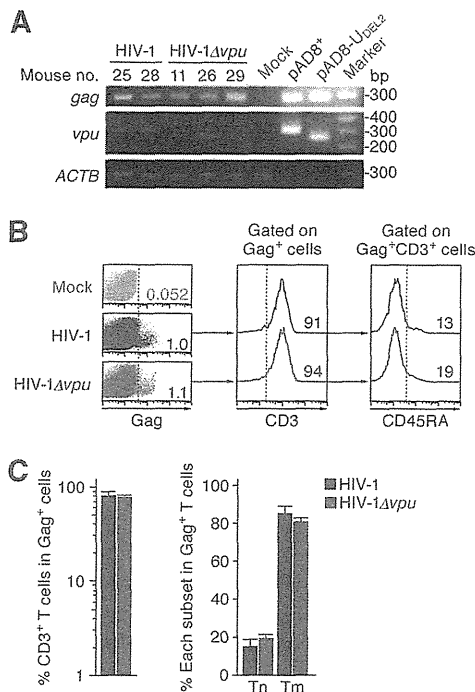 A
HIV-1 HIV-1Δvpu Mock pAD8+ pAD8-UDEL2 Marker
Mouse no. 25 28 11 26 29 bp
gag -300
vpu -400
-300
-200
ACTB -300
B
Gated on Gag+ cells
Gated on Gag+CD3+ cells
Mock 0.052
HIV-1 1.0 91 13
HIV-1Δvpu 1.1 94 19
Gag CD3 CD45RA
C
% CD3+ T cells in Gag+ cells
100
10
1
% Each subset in Gag+ T cells
100
80
60
40
20
0
Tn Tm
HIV-1
HIV-1Δvpu